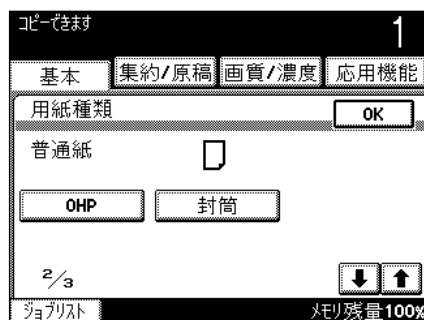 コピーできます
1
基本 集約/原稿 画質/濃度 応用機能
用紙種類 OK
普通紙
OHP 封筒
2/3
ジョブリスト メモリ残量100%